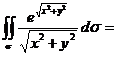 ∬_σ e^{√(x²+y²)} / √(x²+y²) dσ =